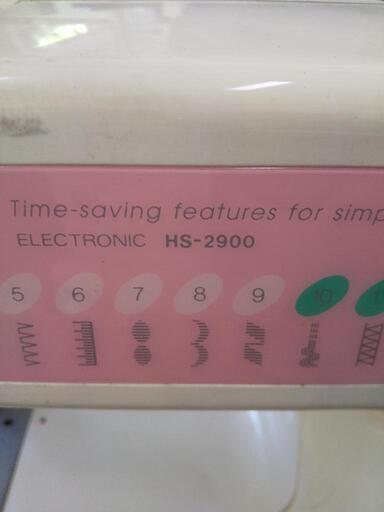 Time-saving features for simp
ELECTRONIC HS-2900
5 6 7 8 9 10